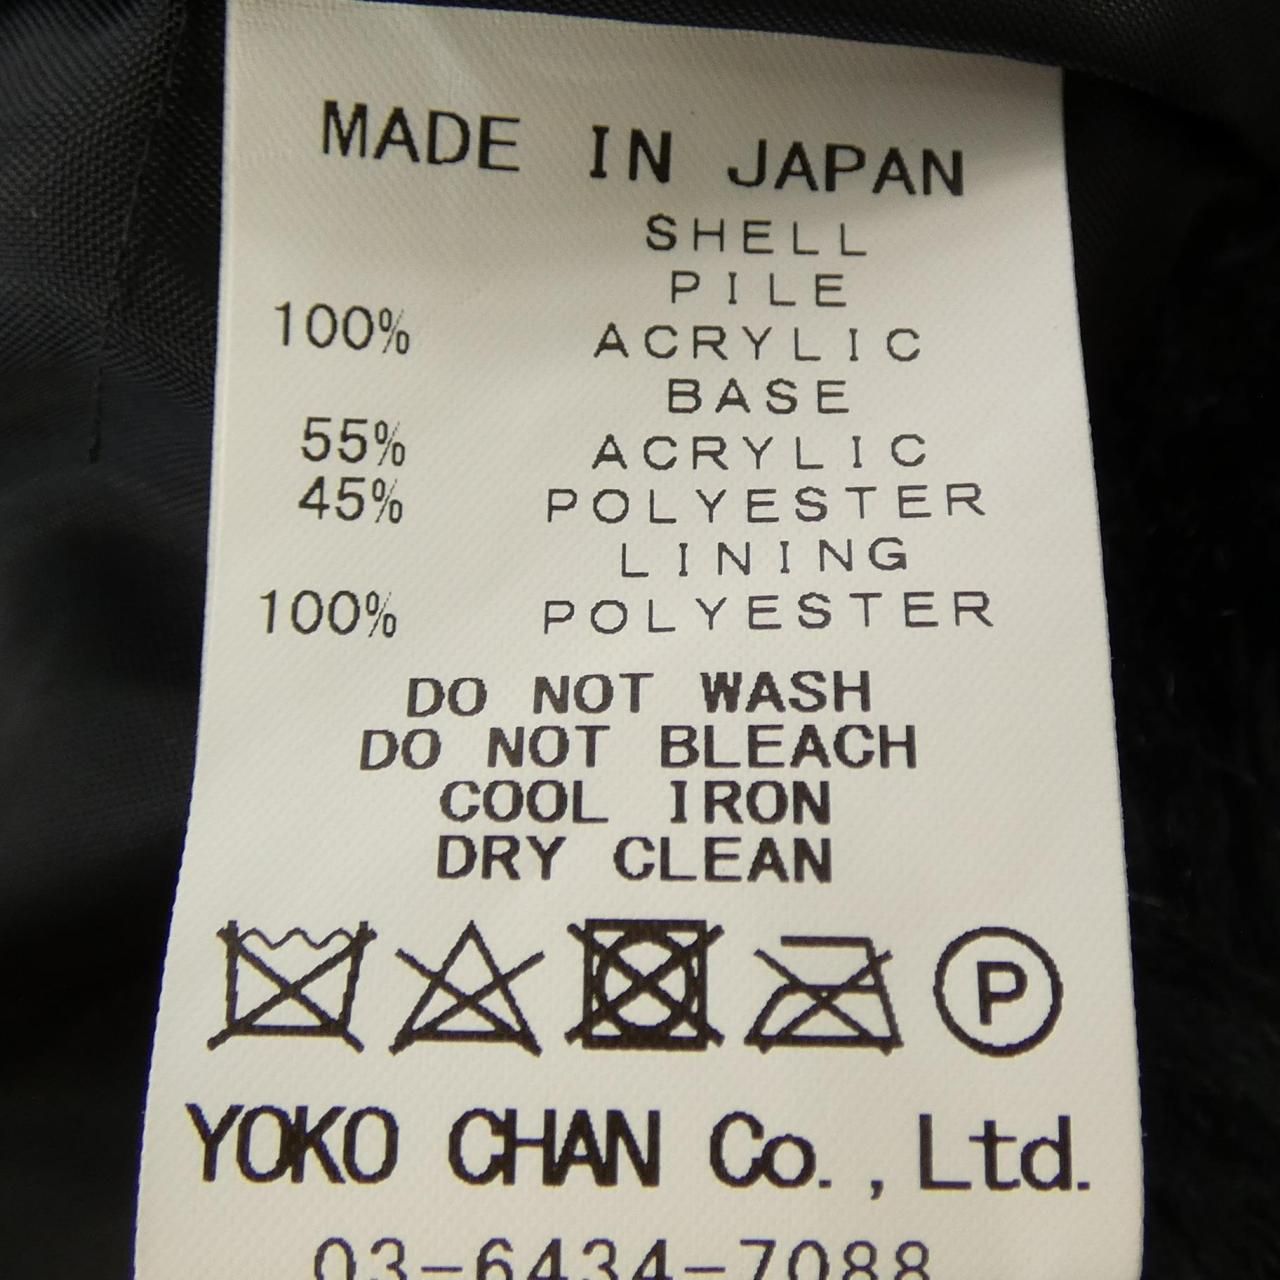 MADE IN JAPAN
SHELL
PILE
100% ACRYLIC
BASE
55% ACRYLIC
45% POLYESTER
LINING
100% POLYESTER
DO NOT WASH
DO NOT BLEACH
COOL IRON
DRY CLEAN
P
YOKO CHAN Co., Ltd.
03-6434-7088